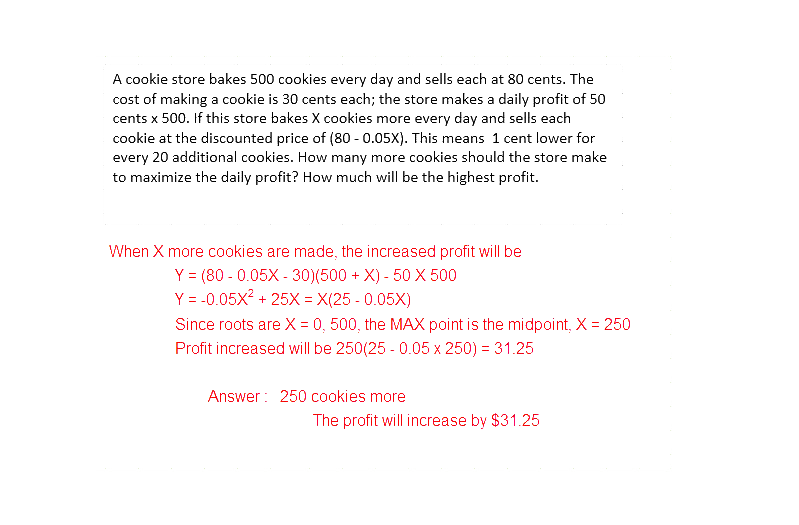 A cookie store bakes 500 cookies every day and sells each at 80 cents. The
cost of making a cookie is 30 cents each; the store makes a daily profit of 50
cents x 500. If this store bakes X cookies more every day and sells each
cookie at the discounted price of (80 - 0.05X). This means 1 cent lower for
every 20 additional cookies. How many more cookies should the store make
to maximize the daily profit? How much will be the highest profit.
When X more cookies are made, the increased profit will be
Y = (80 - 0.05X - 30)(500 + X) - 50 X 500
Y = -0.05X² + 25X = X(25 - 0.05X)
Since roots are X = 0, 500, the MAX point is the midpoint, X = 250
Profit increased will be 250(25 - 0.05 x 250) = 31.25
Answer : 250 cookies more
The profit will increase by $31.25